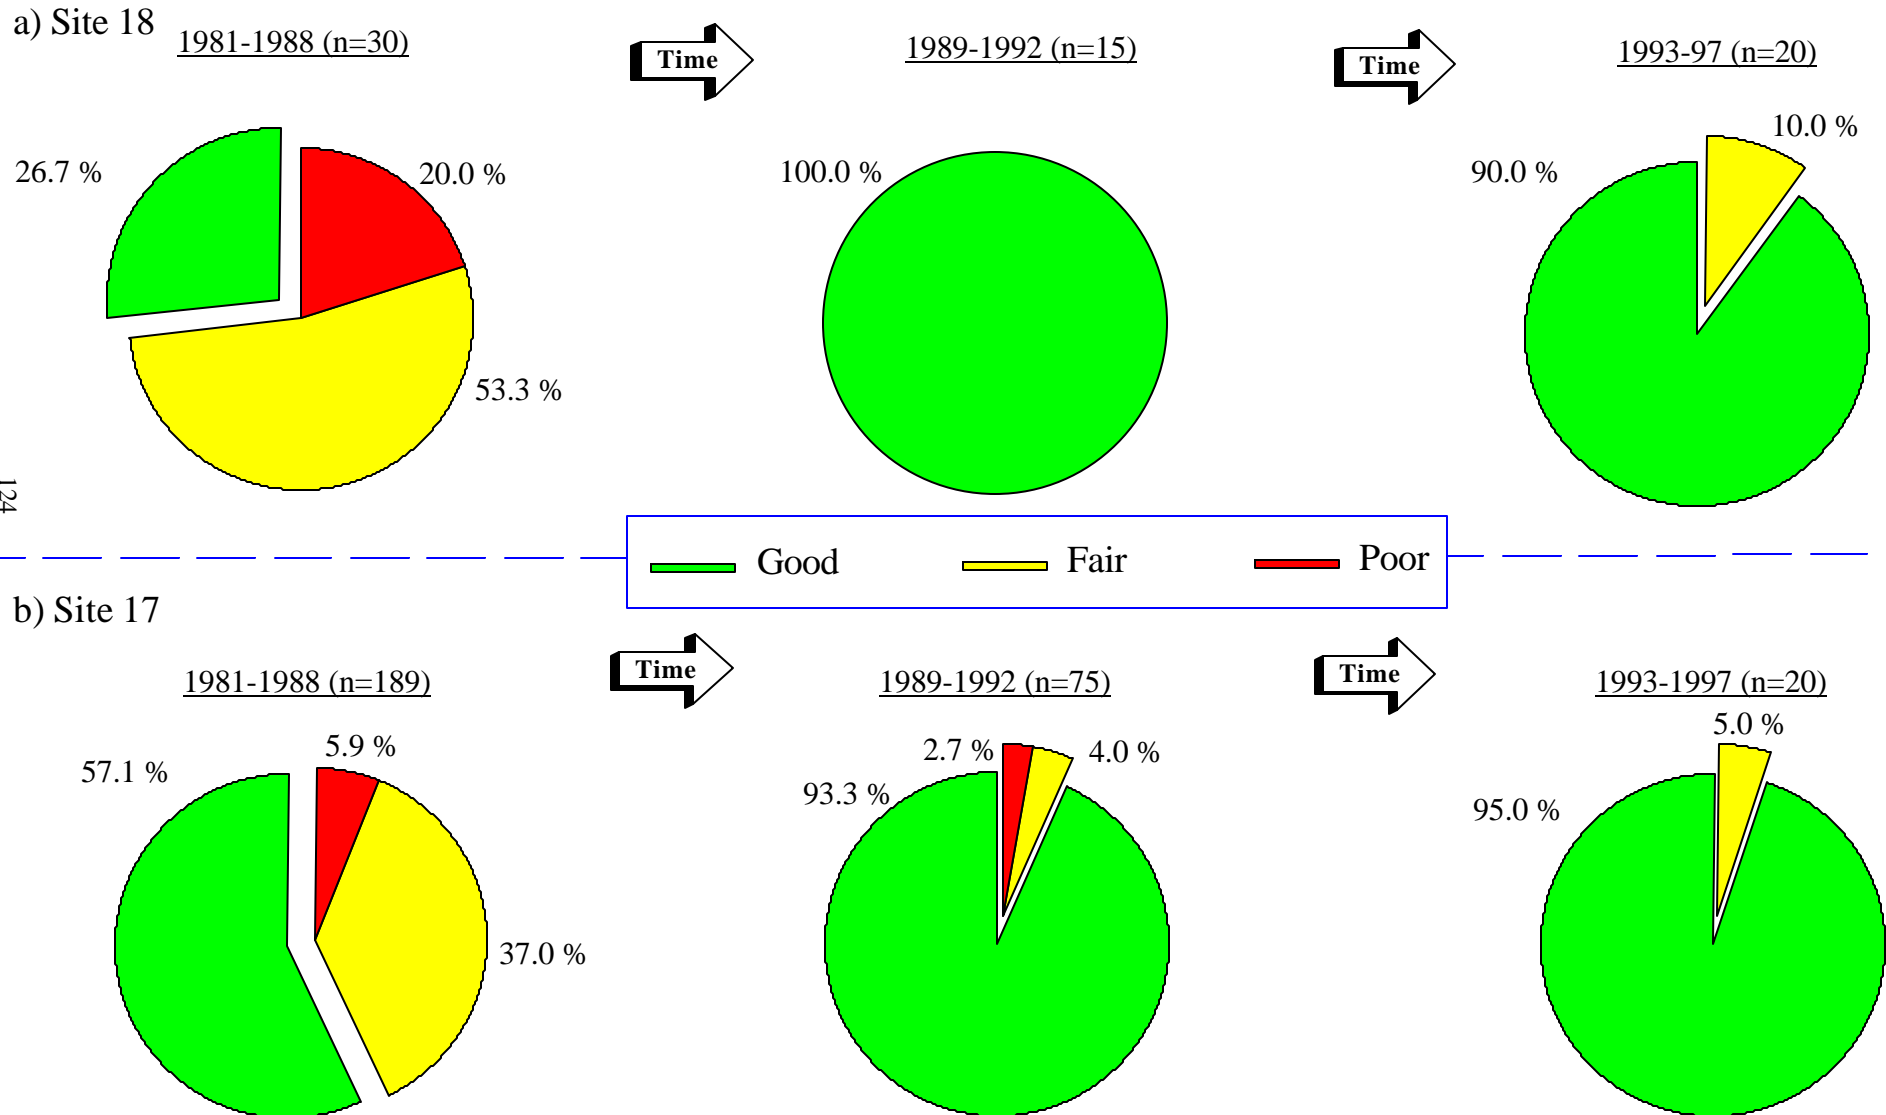 a) Site 18
1981-1988 (n=30)
Time
1989-1992 (n=15)
Time
1993-97 (n=20)
26.7 %
20.0 %
53.3 %
100.0 %
90.0 %
10.0 %
124
Good
Fair
Poor
b) Site 17
1981-1988 (n=189)
Time
1989-1992 (n=75)
Time
1993-1997 (n=20)
57.1 %
5.9 %
37.0 %
2.7 %
4.0 %
93.3 %
5.0 %
95.0 %